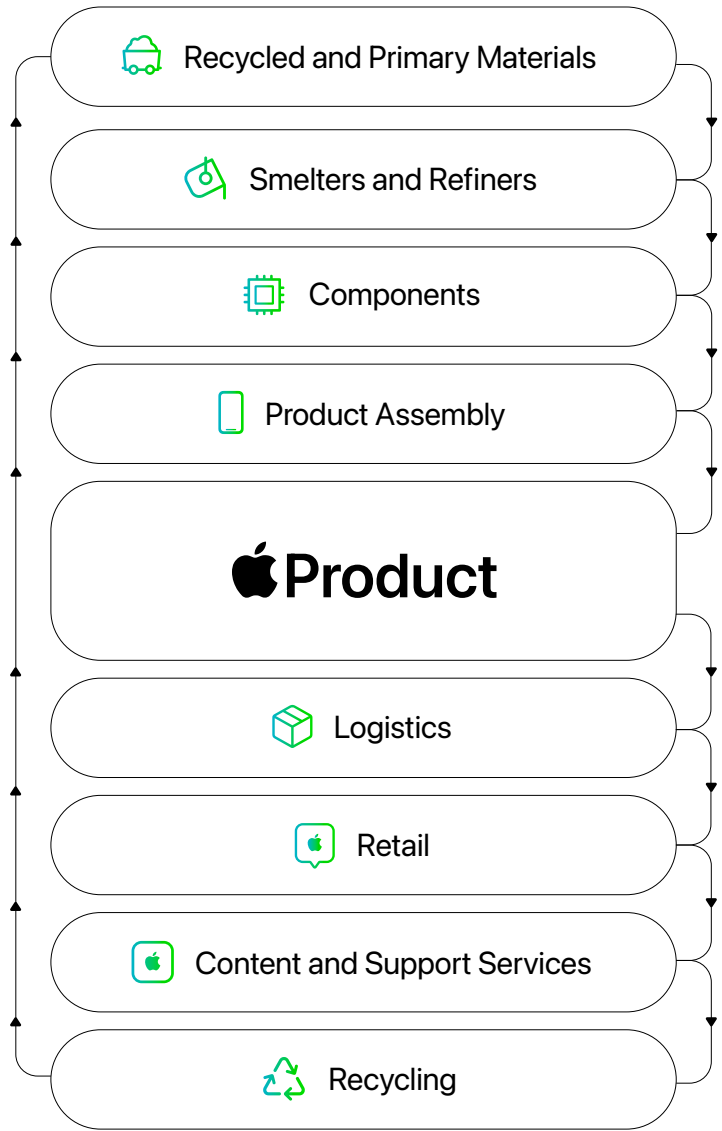 Recycled and Primary Materials
Smelters and Refiners
Components
Product Assembly
Product
Logistics
Retail
Content and Support Services
Recycling